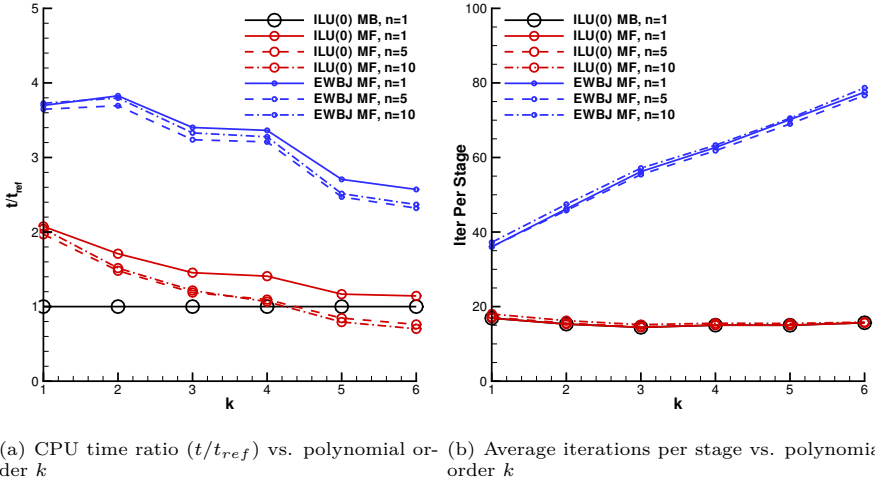 5
4
3
2
1
0
t/tref
1
2
3
4
5
6
k
ILU(0) MB, n=1
ILU(0) MF, n=1
ILU(0) MF, n=5
ILU(0) MF, n=10
EWBJ MF, n=1
EWBJ MF, n=5
EWBJ MF, n=10
100
80
60
40
20
0
Iter Per Stage
1
2
3
4
5
6
k
ILU(0) MB, n=1
ILU(0) MF, n=1
ILU(0) MF, n=5
ILU(0) MF, n=10
EWBJ MF, n=1
EWBJ MF, n=5
EWBJ MF, n=10
(a) CPU time ratio (t/tref) vs. polynomial or-
der k
(b) Average iterations per stage vs. polynomia
order k